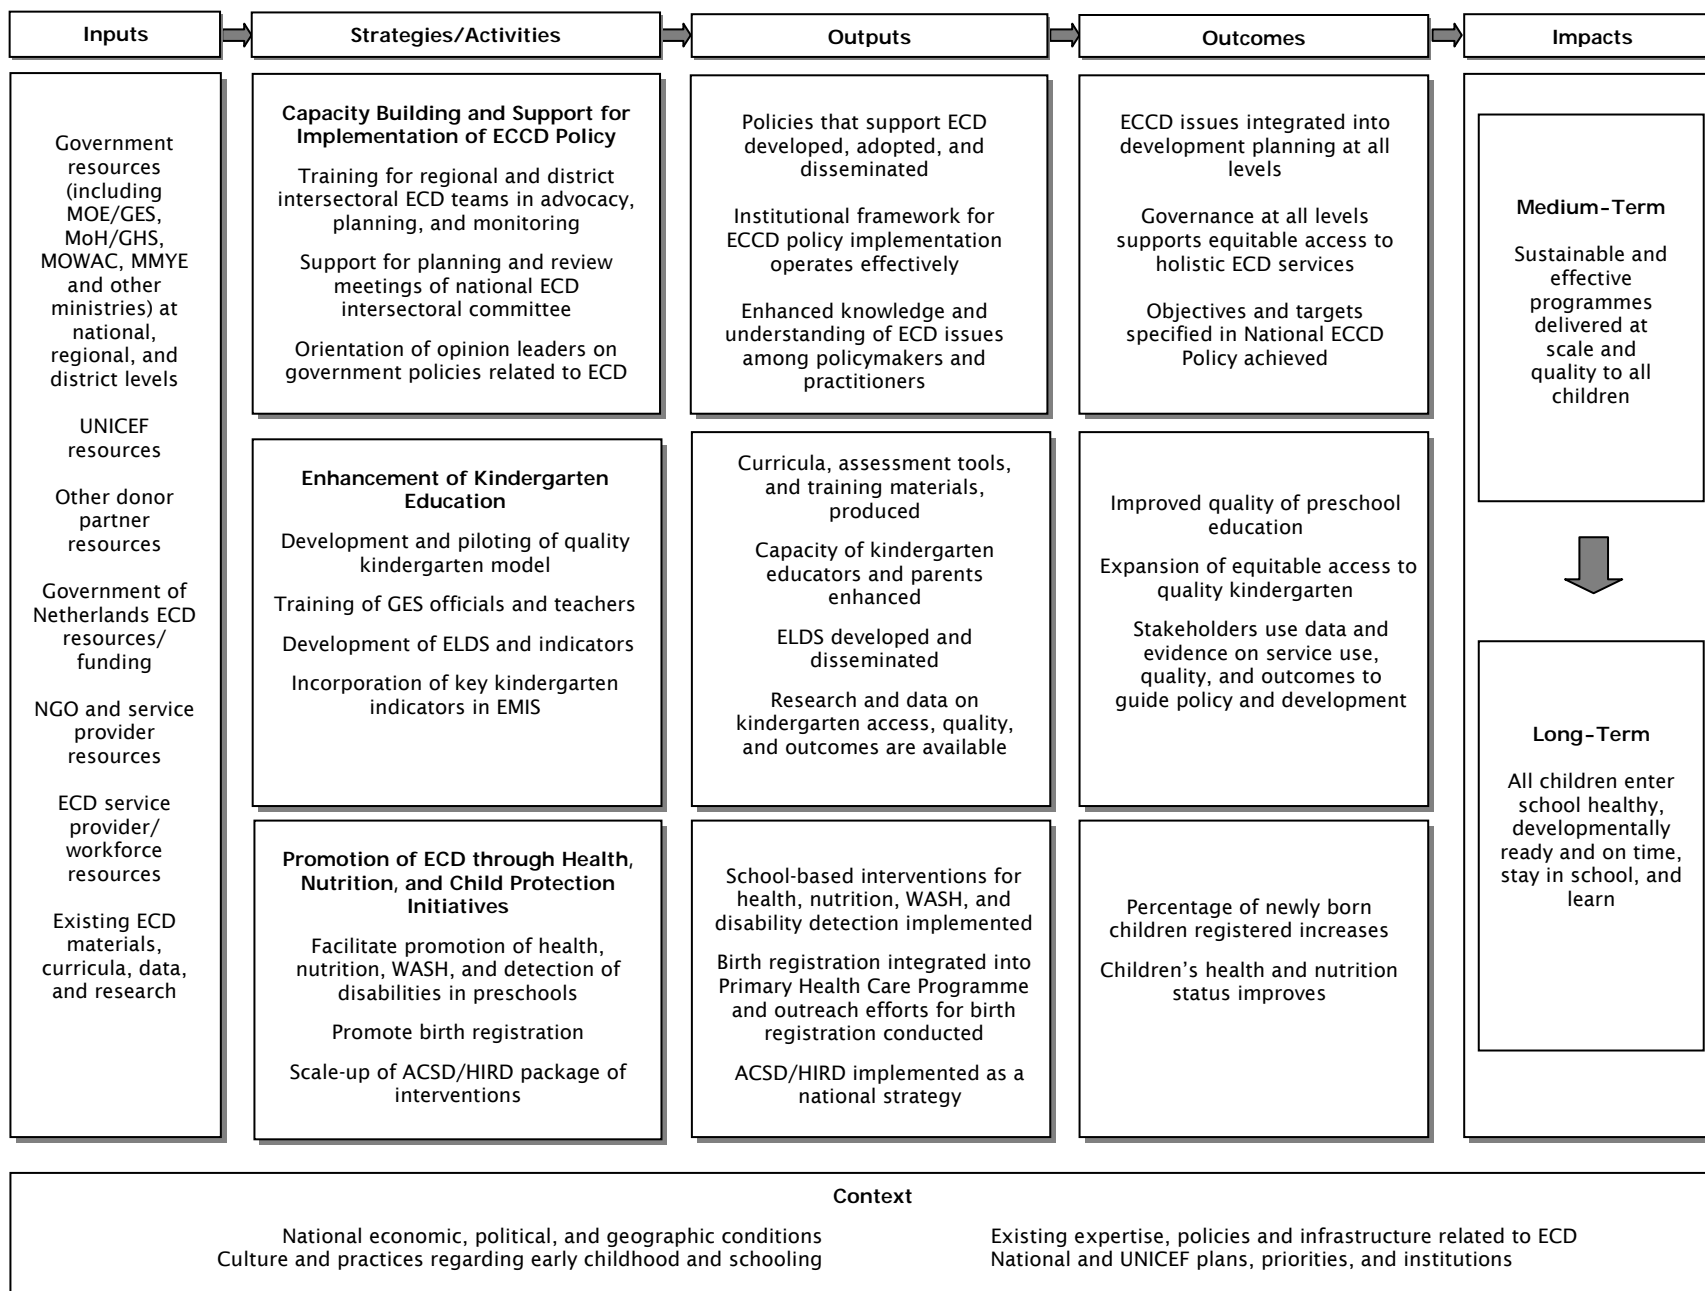 Inputs
Strategies/Activities
Outputs
Outcomes
Impacts
Government
resources
(including
MOE/GES,
MoH/GHS,
MOWAC, MMYE
and other
ministries) at
national,
regional, and
district levels
UNICEF
resources
Other donor
partner
resources
Government of
Netherlands ECD
resources/
funding
NGO and service
provider
resources
ECD service
provider/
workforce
resources
Existing ECD
materials,
curricula, data,
and research
Capacity Building and Support for
Implementation of ECCD Policy
Training for regional and district
intersectoral ECD teams in advocacy,
planning, and monitoring
Support for planning and review
meetings of national ECD
intersectoral committee
Orientation of opinion leaders on
government policies related to ECD
Policies that support ECD
developed, adopted, and
disseminated
Institutional framework for
ECCD policy implementation
operates effectively
Enhanced knowledge and
understanding of ECD issues
among policymakers and
practitioners
ECCD issues integrated into
development planning at all
levels
Governance at all levels
supports equitable access to
holistic ECD services
Objectives and targets
specified in National ECCD
Policy achieved
Enhancement of Kindergarten
Education
Development and piloting of quality
kindergarten model
Training of GES officials and teachers
Development of ELDS and indicators
Incorporation of key kindergarten
indicators in EMIS
Curricula, assessment tools,
and training materials,
produced
Capacity of kindergarten
educators and parents
enhanced
ELDS developed and
disseminated
Research and data on
kindergarten access, quality,
and outcomes are available
Improved quality of preschool
education
Expansion of equitable access to
quality kindergarten
Stakeholders use data and
evidence on service use,
quality, and outcomes to
guide policy and development
Promotion of ECD through Health,
Nutrition, and Child Protection
Initiatives
Facilitate promotion of health,
nutrition, WASH, and detection of
disabilities in preschools
Promote birth registration
Scale-up of ACSD/HIRD package of
interventions
School-based interventions for
health, nutrition, WASH, and
disability detection implemented
Birth registration integrated into
Primary Health Care Programme
and outreach efforts for birth
registration conducted
ACSD/HIRD implemented as a
national strategy
Percentage of newly born
children registered increases
Children's health and nutrition
status improves
Medium-Term
Sustainable and
effective
programmes
delivered at
scale and
quality to all
children
Long-Term
All children enter
school healthy,
developmentally
ready and on time,
stay in school, and
learn
Context
National economic, political, and geographic conditions
Culture and practices regarding early childhood and schooling
Existing expertise, policies and infrastructure related to ECD
National and UNICEF plans, priorities, and institutions